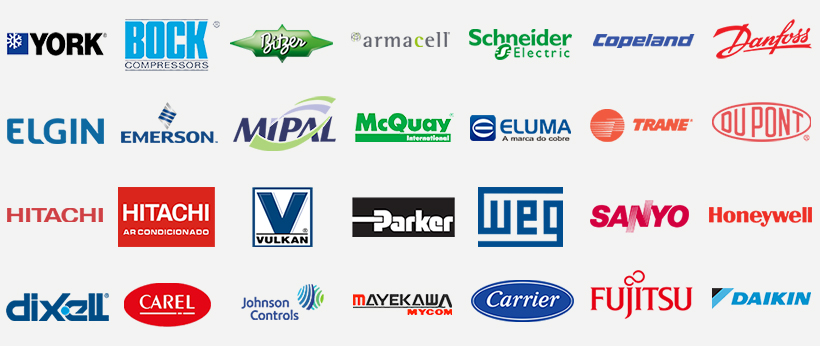 YORK®
BOCK®
COMPRESSORS
Bitzer
armacell
Schneider
Electric
Copeland
Danfoss
ELGIN
EMERSON.
MIPAL
McQuay®
International
ELUMA
A marca do cobre
TRANE®
DUPONT®
HITACHI
HITACHI
AR CONDICIONADO
V®
VULKAN
Parker
WEG
SANYO
Honeywell
dixell®
CAREL
Johnson
Controls
MAYEKAWA
MYCOM
Carrier
FUJITSU
DAIKIN